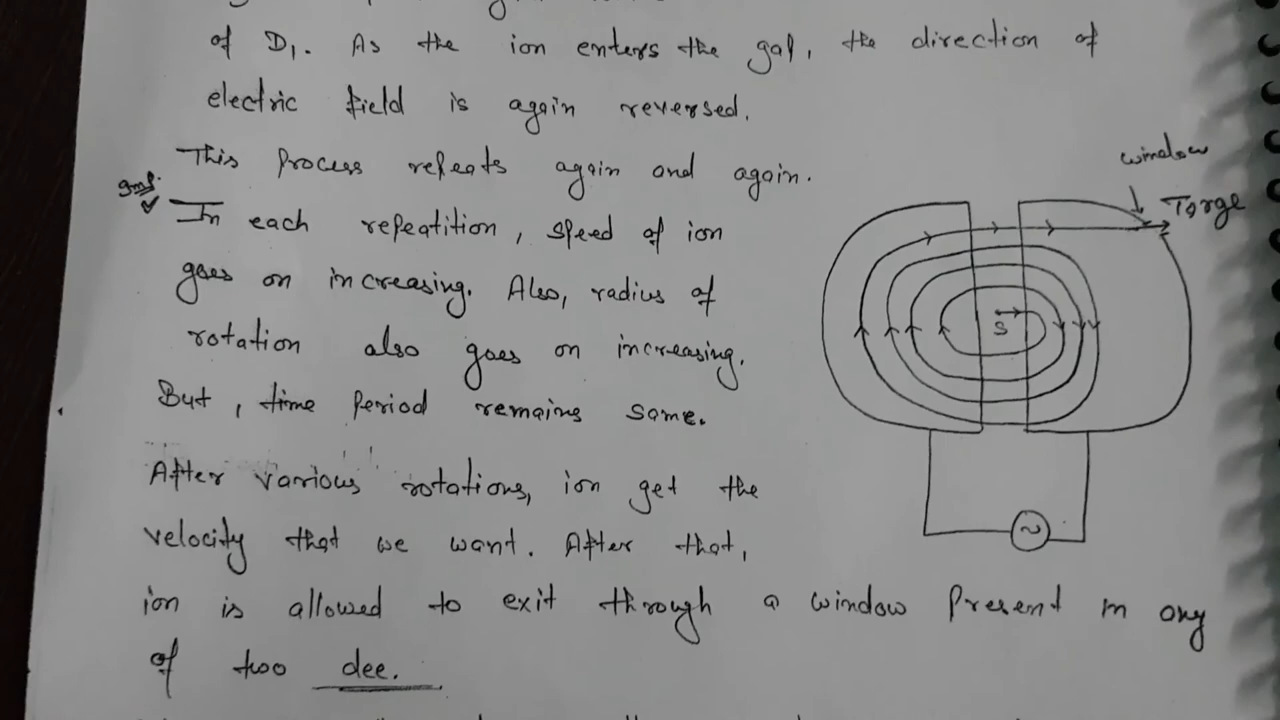 of D₁. As the ion enters the gap, the direction of
electric field is again reversed.
This process repeats again and again.
Imp.
In each repeatition, speed of ion
goes on increasing. Also, radius of
rotation also goes on increasing.
But, time period remains same.
After various rotations, ion get the
velocity that we want. After that,
ion is allowed to exit through a window present in any
of two dee.
window
Targe
S
~